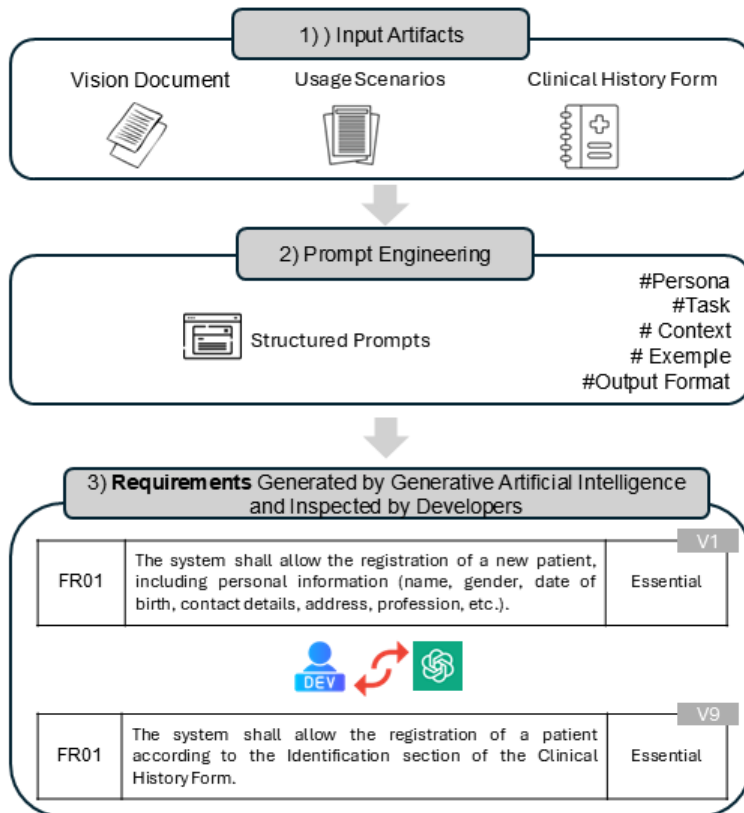 1) ) Input Artifacts
Vision Document
Usage Scenarios
Clinical History Form
2) Prompt Engineering
Structured Prompts
#Persona
#Task
# Context
# Exemple
#Output Format
3) Requirements Generated by Generative Artificial Intelligence
and Inspected by Developers
V1
FR01
The system shall allow the registration of a new patient,
including personal information (name, gender, date of
birth, contact details, address, profession, etc.).
Essential
DEV
V9
FR01
The system shall allow the registration of a patient
according to the Identification section of the Clinical
History Form.
Essential